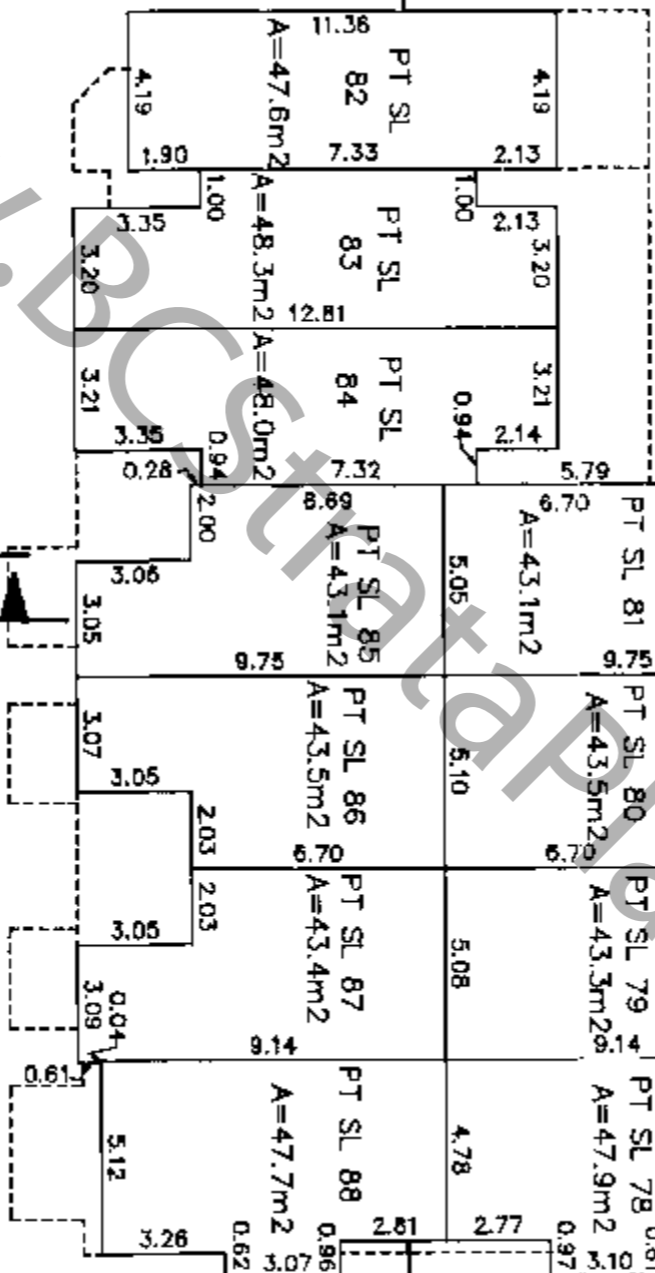 11.36
PT SL
82
A=47.6m2
4.19
4.19
1.90
7.33
2.13
1.00
1.00
3.35
2.13
PT SL
83
A=48.3m2
3.20
3.20
12.81
PT SL
84
A=48.0m2
3.21
3.21
0.94
0.94
3.35
2.14
0.28
7.32
5.79
2.00
6.69
6.70
PT SL 85
A=43.1m2
PT SL 81
A=43.1m2
3.06
5.05
3.05
9.75
9.75
PT SL 86
A=43.5m2
PT SL 80
A=43.5m2
3.07
5.10
3.05
2.03
6.70
6.70
2.03
PT SL 87
A=43.4m2
PT SL 79
A=43.3m2
3.05
5.08
3.09
0.04
9.14
9.14
0.61
PT SL 88
A=47.7m2
PT SL 78
A=47.9m2
5.12
4.78
3.26
0.62
3.07
0.96
2.81
2.77
0.97
3.10
.BCStrataPla